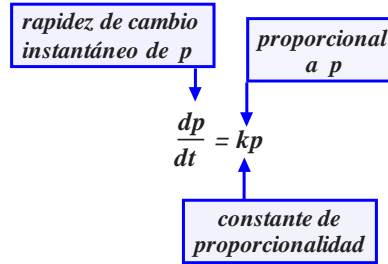 rapidez de cambio
instantáneo de p
proporcional
a p
dp
dt
= kp
constante de
proporcionalidad